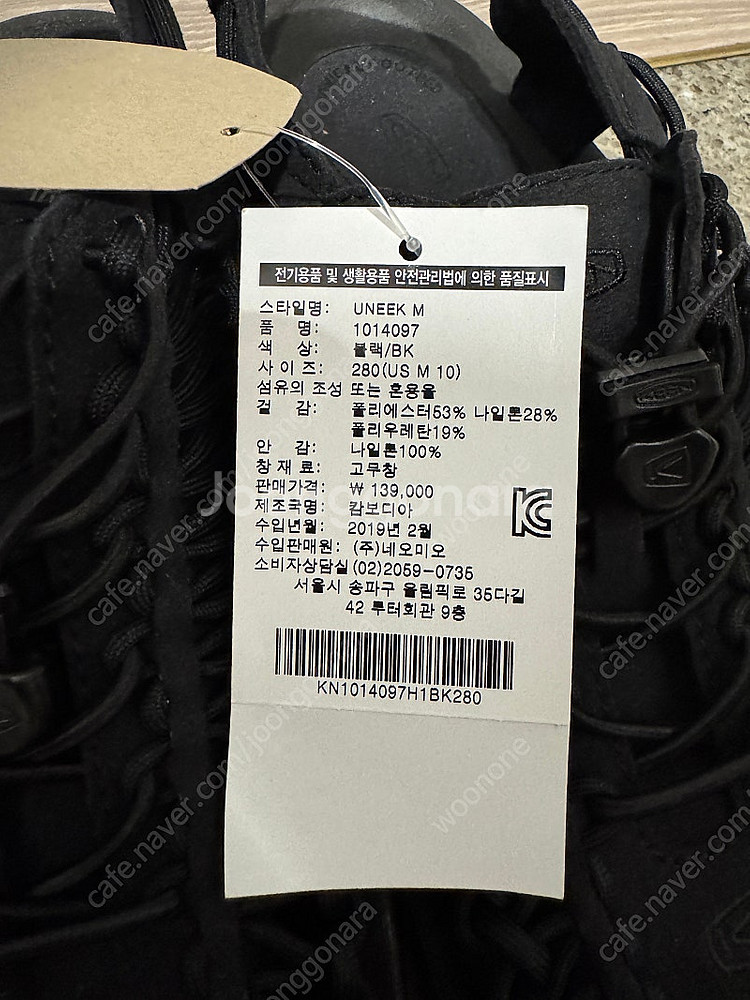 전기용품 및 생활용품 안전관리법에 의한 품질표시
스타일명: UNEEK M
품 명: 1014097
색 상: 블랙/BK
사 이 즈: 280(US M 10)
섬유의 조성 또는 혼용율
겉 감: 폴리에스터53% 나일론28%
폴리우레탄19%
안 감: 나일론100%
창 재 료: 고무창
판매가격: ₩ 139,000
제조국명: 캄보디아
수입년월: 2019년 2월
수입판매원: (주)네오미오
소비자상담실(02)2059-0735
서울시 송파구 올림픽로 35다길
42 루터회관 9층
KN1014097H1BK280
Joonggonara
cafe.naver.com/joonggonara
woonone